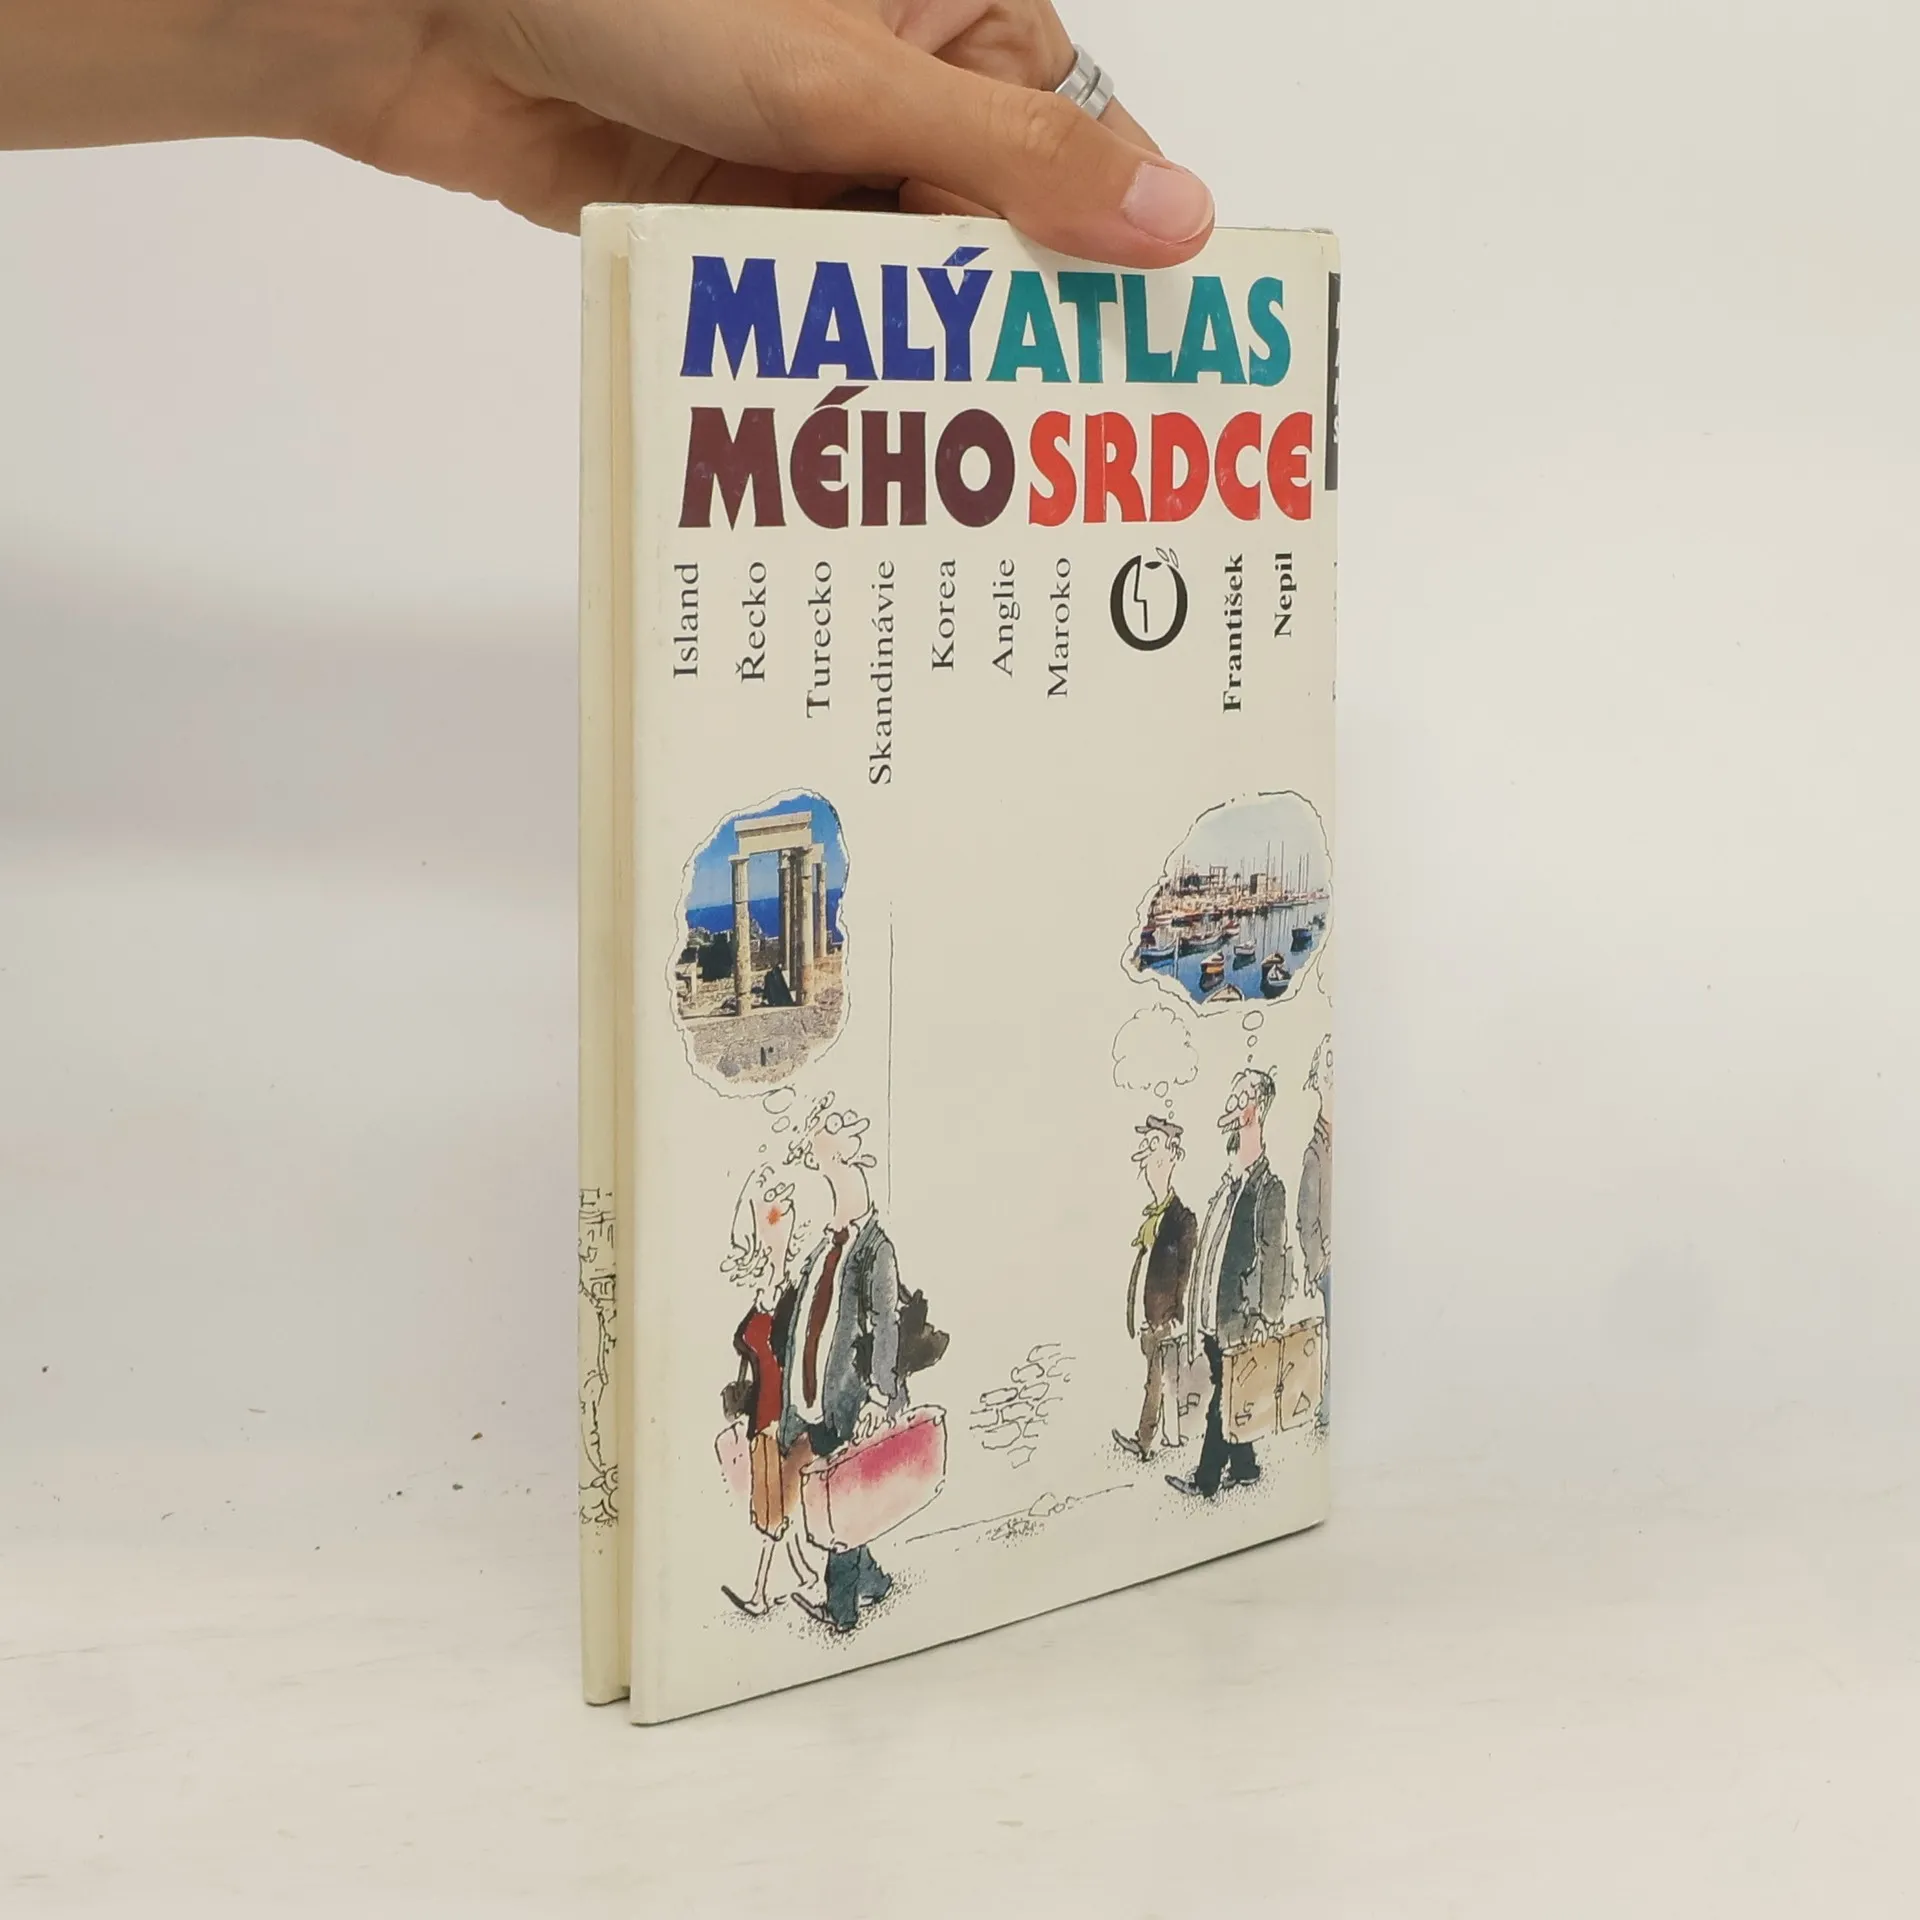 MALÝ ATLAS
MÉHO SRDCE
Island
Řecko
Turecko
Skandinávie
Korea
Anglie
Maroko
František
Nepil